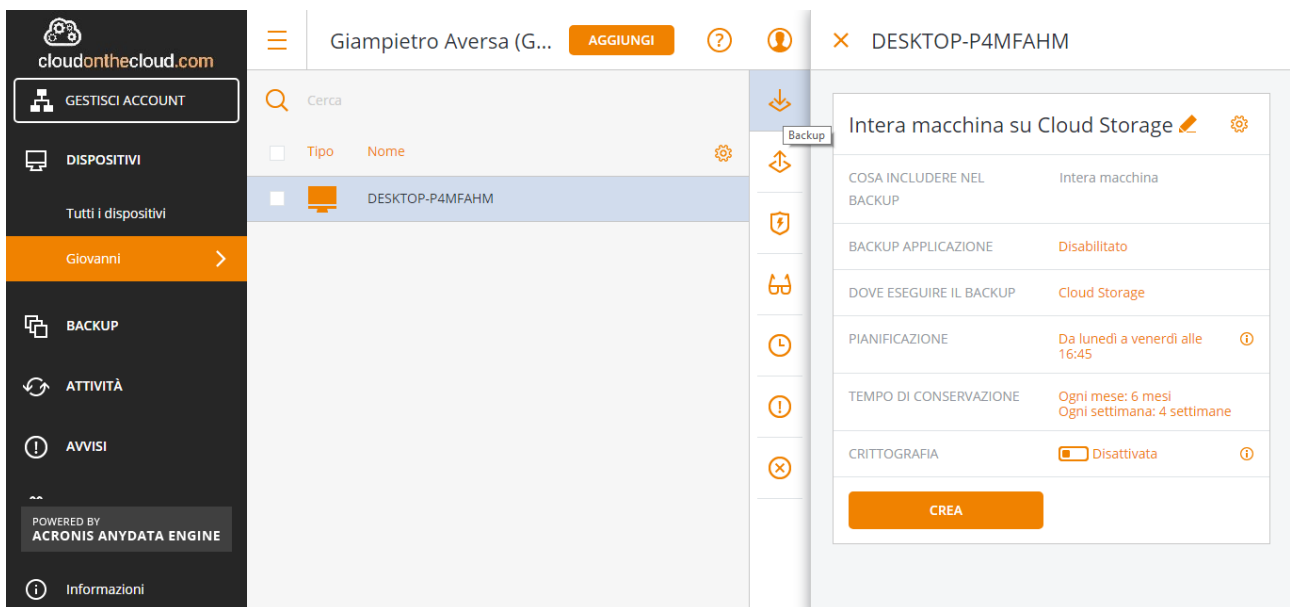 cloudonthecloud.com
GESTISCI ACCOUNT
DISPOSITIVI
Tutti i dispositivi
Giovanni
BACKUP
ATTIVITÀ
AVVISI
POWERED BY
ACRONIS ANYDATA ENGINE
Informazioni
Giampietro Aversa (G...
AGGIUNGI
Cerca
Tipo
Nome
DESKTOP-P4MFAHM
Backup
DESKTOP-P4MFAHM
Intera macchina su Cloud Storage
COSA INCLUDERE NEL
BACKUP
Intera macchina
BACKUP APPLICAZIONE
Disabilitato
DOVE ESEGUIRE IL BACKUP
Cloud Storage
PIANIFICAZIONE
Da lunedì a venerdì alle
16:45
TEMPO DI CONSERVAZIONE
Ogni mese: 6 mesi
Ogni settimana: 4 settimane
CRITTOGRAFIA
Disattivata
CREA